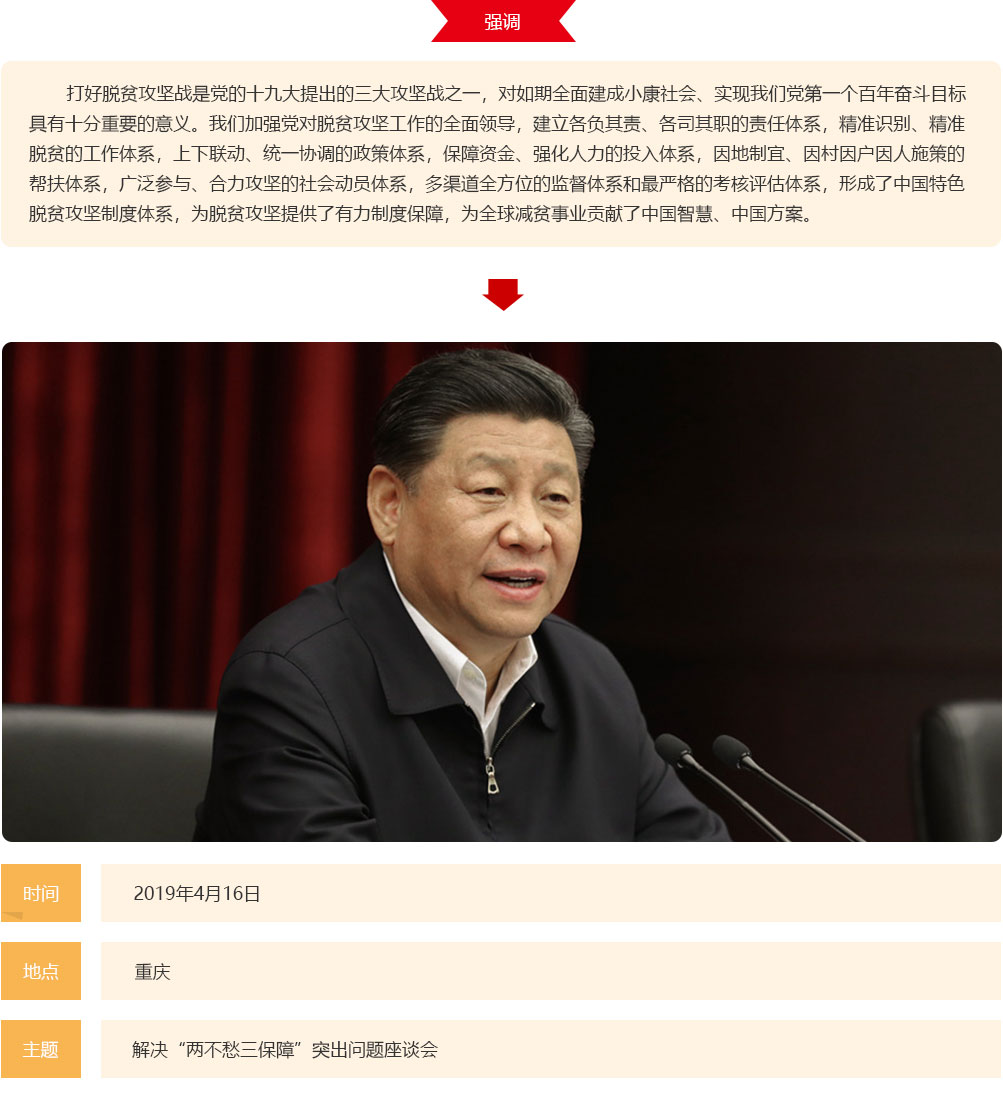 强调
打好脱贫攻坚战是党的十九大提出的三大攻坚战之一，对如期全面建成小康社会、实现我们党第一个百年奋斗目标
具有十分重要的意义。我们加强党对脱贫攻坚工作的全面领导，建立各负其责、各司其职的责任体系，精准识别、精准
脱贫的工作体系，上下联动、统一协调的政策体系，保障资金、强化人力的投入体系，因地制宜、因村因户因人施策的
帮扶体系，广泛参与、合力攻坚的社会动员体系，多渠道全方位的监督体系和最严格的考核评估体系，形成了中国特色
脱贫攻坚制度体系，为脱贫攻坚提供了有力制度保障，为全球减贫事业贡献了中国智慧、中国方案。
时间 2019年4月16日
地点 重庆
主题 解决“两不愁三保障”突出问题座谈会